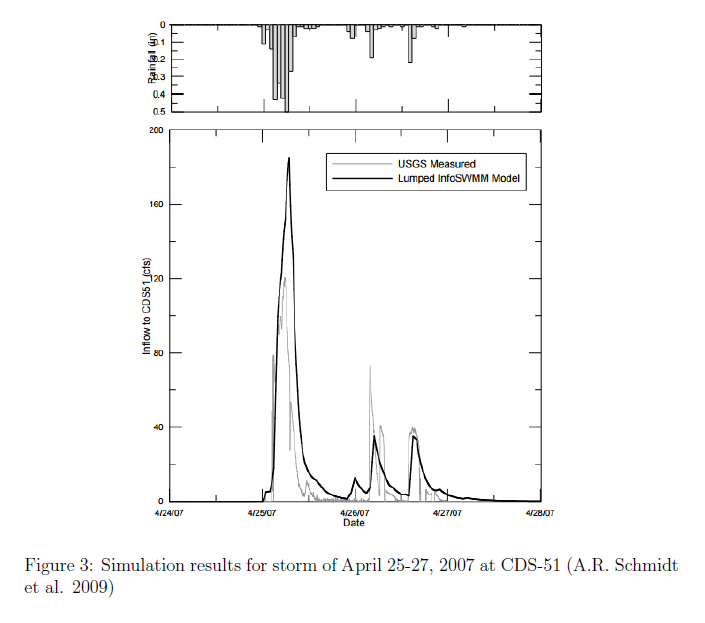 0
0.1
0.2
0.3
0.4
0.5
Rainfall (in)
200
160
120
80
40
0
Inflow to CDS51 (cfs)
USGS Measured
Lumped InfoSWMM Model
4/24/07 4/25/07 4/26/07 4/27/07 4/28/07
Date
Figure 3: Simulation results for storm of April 25-27, 2007 at CDS-51 (A.R. Schmidt
et al. 2009)